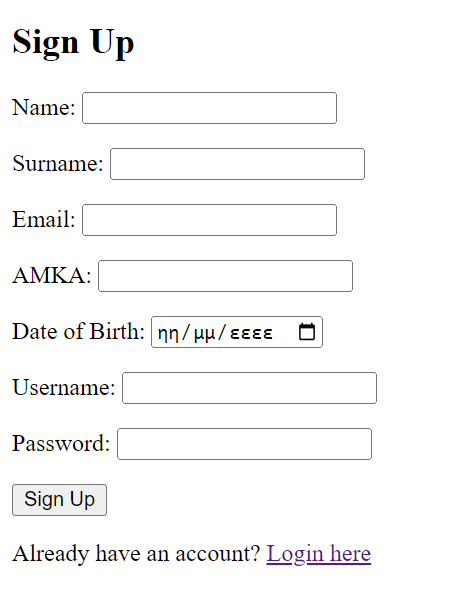 Sign Up
Name:
Surname:
Email:
AMKA:
Date of Birth: ηη/μμ/εεεε
Username:
Password:
Sign Up
Already have an account? Login here